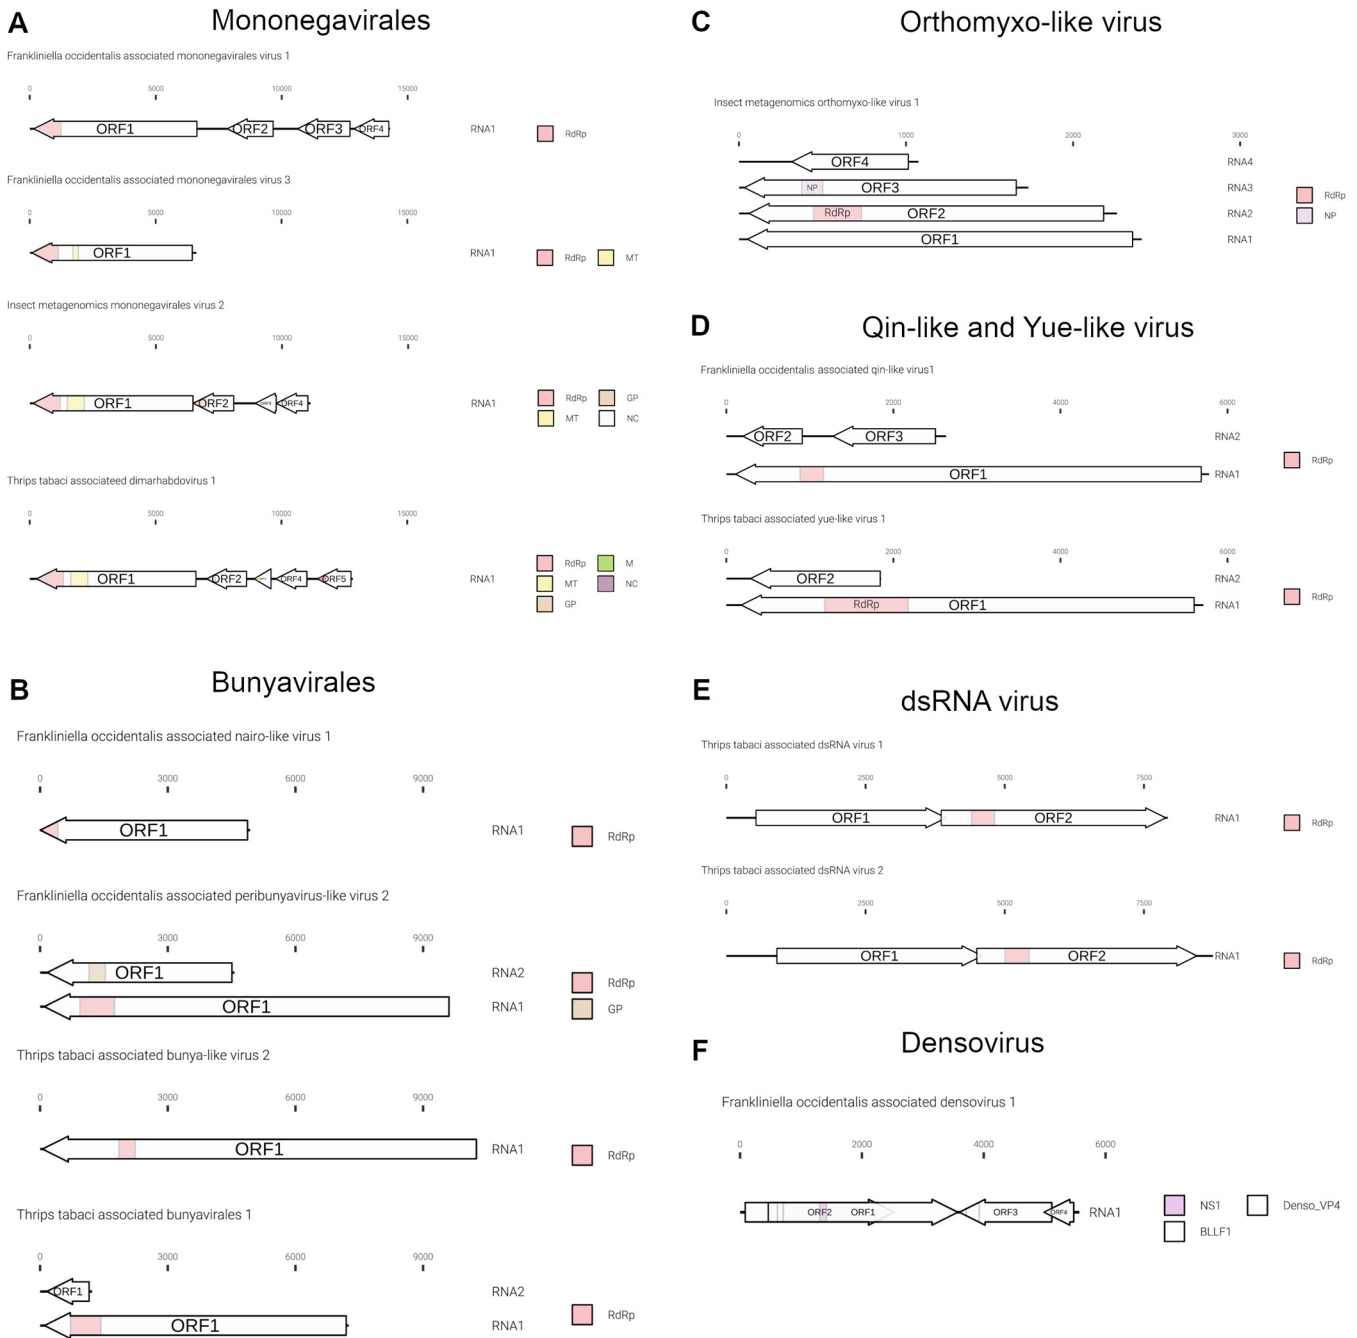 A
Mononegavirales
Frankliniella occidentalis associated mononegavirales virus 1
0 5000 10000 15000
ORF1 ORF2 ORF3 ORF4 RNA1 RdRp
Frankliniella occidentalis associated mononegavirales virus 3
0 5000 10000 15000
ORF1 RNA1 RdRp MT
Insect metagenomics mononegavirales virus 2
0 5000 10000 15000
RdRp GP
ORF1 ORF2 ORF3 ORF4 RNA1
MT NC
Thrips tabaci associateed dimarhabdovirus 1
0 5000 10000 15000
RdRp M
ORF1 ORF2 ORF4 ORF5 RNA1
MT NC
GP
B
Bunyavirales
Frankliniella occidentalis associated nairo-like virus 1
0 3000 6000 9000
ORF1 RNA1 RdRp
Frankliniella occidentalis associated peribunyavirus-like virus 2
0 3000 6000 9000
ORF1 RNA2
RdRp
ORF1 RNA1
GP
Thrips tabaci associated bunya-like virus 2
0 3000 6000 9000
ORF1 RNA1 RdRp
Thrips tabaci associated bunyavirales 1
0 3000 6000 9000
ORF1 RNA2
RdRp
ORF1 RNA1
C
Orthomyxo-like virus
Insect metagenomics orthomyxo-like virus 1
0 1000 2000 3000
ORF4 RNA4
NP ORF3 RNA3
RdRp
RdRp ORF2 RNA2
NP
ORF1 RNA1
D
Qin-like and Yue-like virus
Frankliniella occidentalis associated qin-like virus1
0 2000 4000 6000
ORF2 ORF3 RNA2
RdRp
ORF1 RNA1
Thrips tabaci associated yue-like virus 1
0 2000 4000 6000
ORF2 RNA2
RdRp
RdRp ORF1 RNA1
E
dsRNA virus
Thrips tabaci associated dsRNA virus 1
0 2500 5000 7500
ORF1 ORF2 RNA1 RdRp
Thrips tabaci associated dsRNA virus 2
0 2500 5000 7500
ORF1 ORF2 RNA1 RdRp
F
Densovirus
Frankliniella occidentalis associated densovirus 1
0 2000 4000 6000
NS1 Denso_VP4
ORF2 ORF1 ORF3 ORF4 RNA1
BLLF1